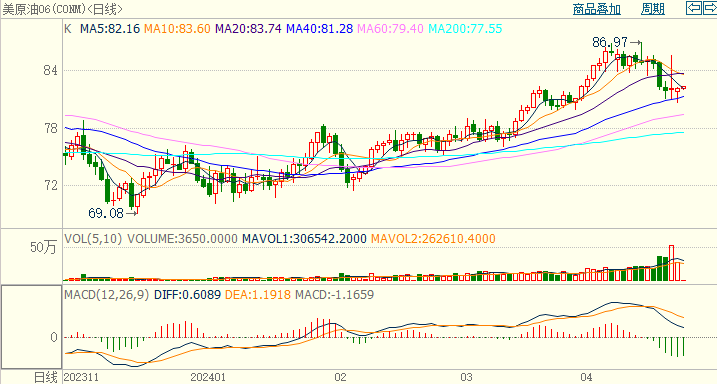 美原油06(CONM)<日线> 商品叠加 周期
K MA5:82.16 MA10:83.60 MA20:83.74 MA40:81.28 MA60:79.40 MA200:77.55
86.97
84
78
72
69.08
VOL(5,10) VOLUME:3650.0000 MAVOL1:306542.2000 MAVOL2:262610.4000
50万
MACD(12,26,9) DIFF:0.6089 DEA:1.1918 MACD:-1.1659
0
日线 202311 202401 02 03 04